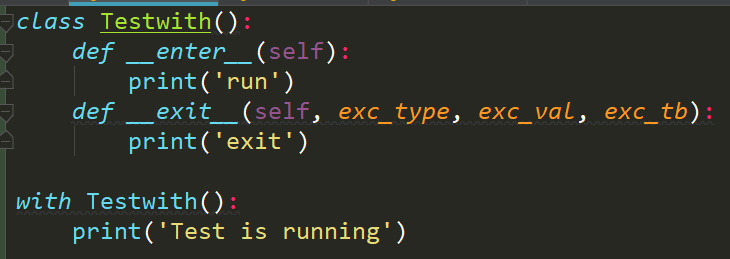 class Testwith():
    def __enter__(self):
        print('run')
    def __exit__(self, exc_type, exc_val, exc_tb):
        print('exit')

with Testwith():
    print('Test is running')